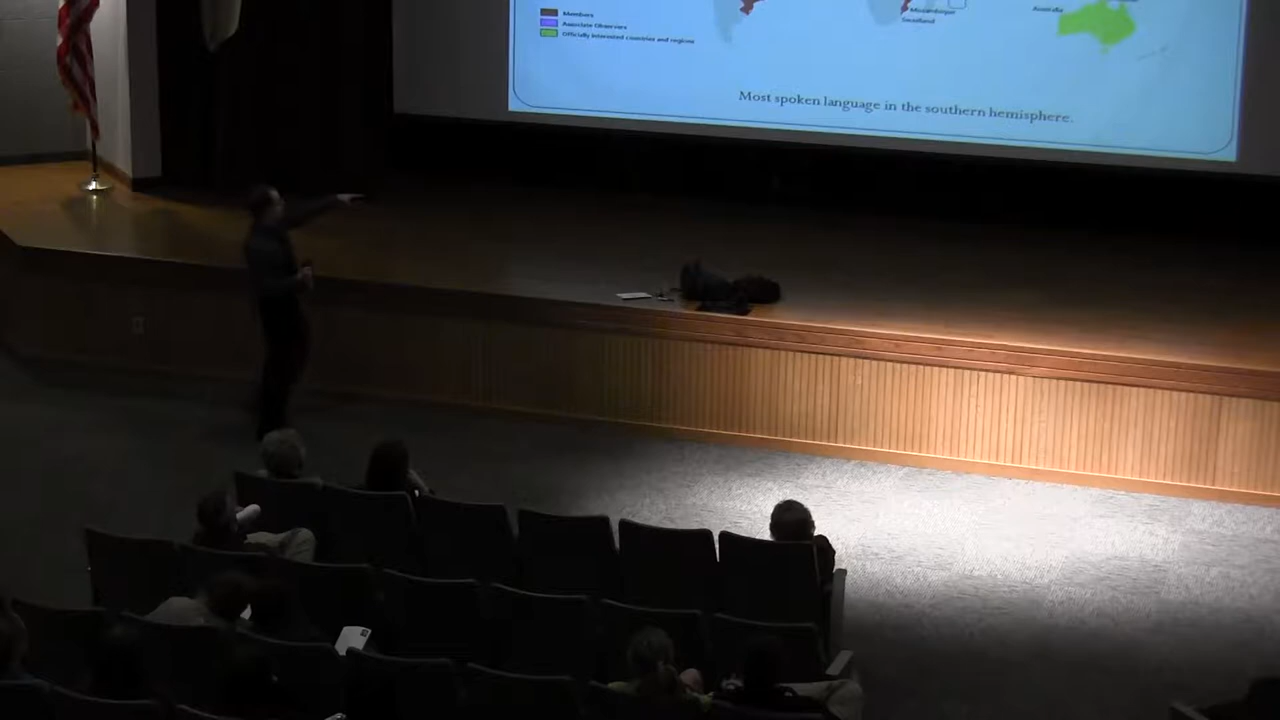 Members
Associate Observers
Officially interested countries and regions
Mozambique
Swaziland
Australia
Most spoken language in the southern hemisphere.